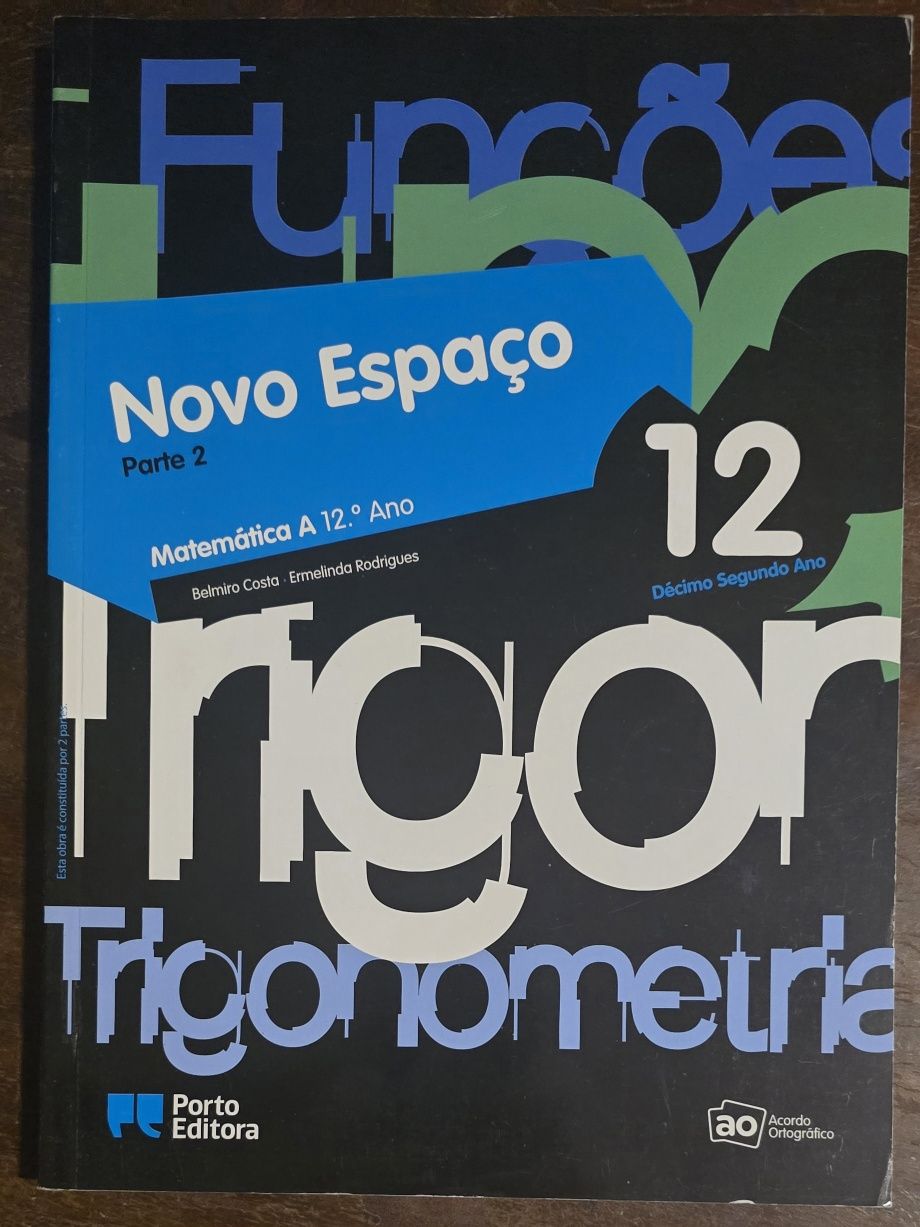 Funções
Novo Espaço
Parte 2
12
Matemática A 12.º Ano
Décimo Segundo Ano
Belmiro Costa · Ermelinda Rodrigues
Trigon
Esta obra é constituída por 2 partes.
Trigonometria
Porto
Editora
ao Acordo
Ortográfico